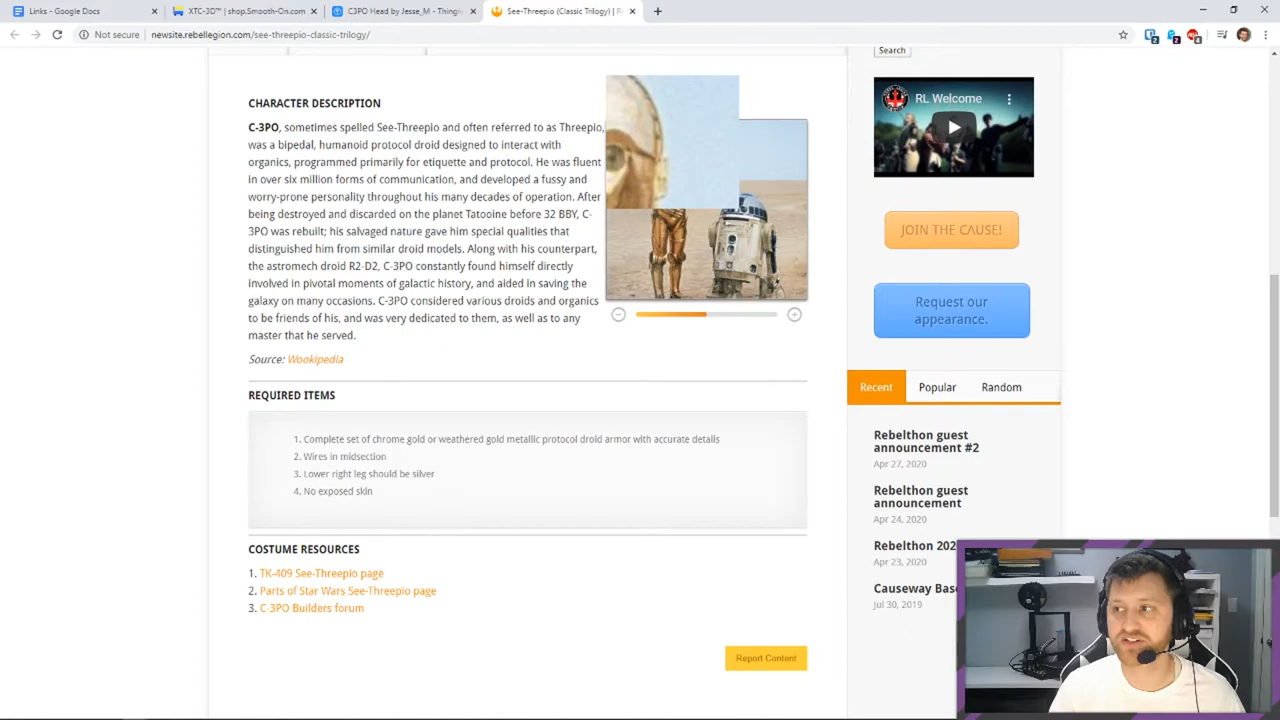 Links - Google Docs
XTC-3D™ | shop.Smooth-On.com
C3PO Head by Jesse_M - Thingi
See-Threepio (Classic Trilogy) | R
Not secure | newsite.rebellegion.com/see-threepio-classic-trilogy/
Search
CHARACTER DESCRIPTION
C-3PO, sometimes spelled See-Threepio and often referred to as Threepio,
was a bipedal, humanoid protocol droid designed to interact with
organics, programmed primarily for etiquette and protocol. He was fluent
in over six million forms of communication, and developed a fussy and
worry-prone personality throughout his many decades of operation. After
being destroyed and discarded on the planet Tatooine before 32 BBY, C-
3PO was rebuilt; his salvaged nature gave him special qualities that
distinguished him from similar droid models. Along with his counterpart,
the astromech droid R2-D2, C-3PO constantly found himself directly
involved in pivotal moments of galactic history, and aided in saving the
galaxy on many occasions. C-3PO considered various droids and organics
to be friends of his, and was very dedicated to them, as well as to any
master that he served.
Source: Wookipedia
REQUIRED ITEMS
1. Complete set of chrome gold or weathered gold metallic protocol droid armor with accurate details
2. Wires in midsection
3. Lower right leg should be silver
4. No exposed skin
COSTUME RESOURCES
1. TK-409 See-Threepio page
2. Parts of Star Wars See-Threepio page
3. C-3PO Builders forum
Report Content
RL Welcome
JOIN THE CAUSE!
Request our
appearance.
Recent
Popular
Random
Rebelthon guest
announcement #2
Apr 27, 2020
Rebelthon guest
announcement
Apr 24, 2020
Rebelthon 202
Apr 23, 2020
Causeway Base
Jul 30, 2019